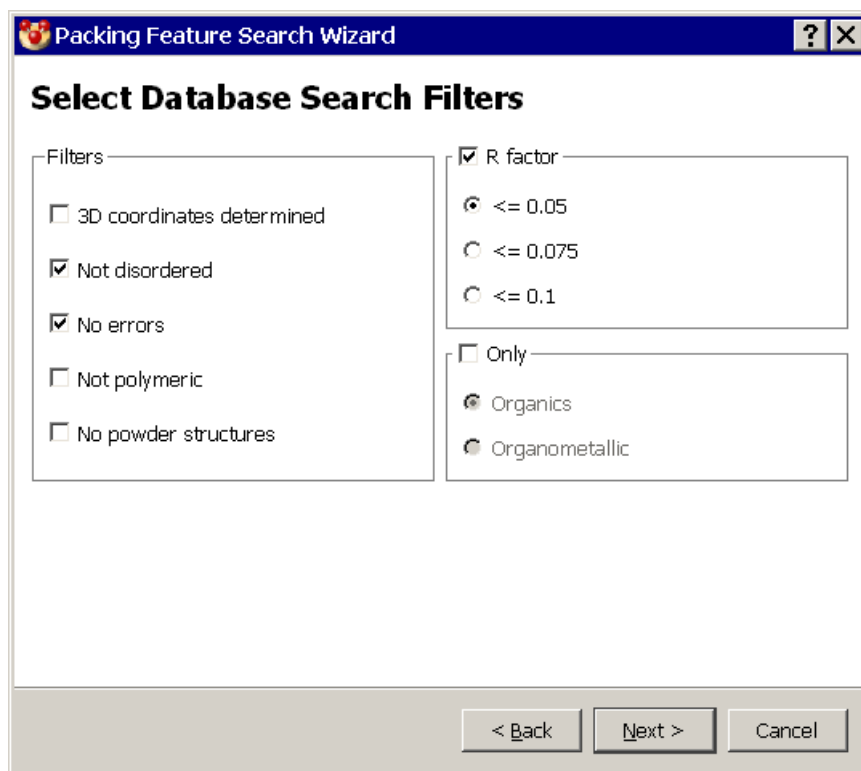 Packing Feature Search Wizard
Select Database Search Filters
Filters
3D coordinates determined
Not disordered
No errors
Not polymeric
No powder structures
R factor
<= 0.05
<= 0.075
<= 0.1
Only
Organics
Organometallic
< Back
Next >
Cancel